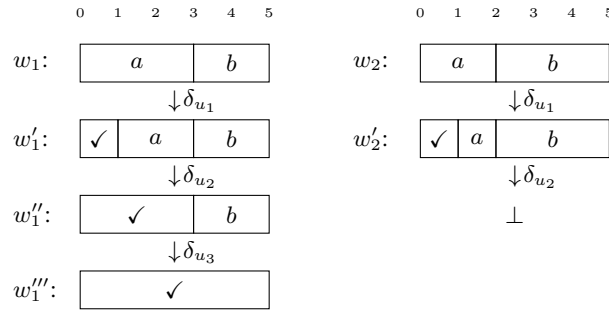 0 1 2 3 4 5 0 1 2 3 4 5
w₁: a b w₂: a b
↓δᵤ₁ ↓δᵤ₁
w₁′: ✓ a b w₂′: ✓ a b
↓δᵤ₂ ↓δᵤ₂
w₁″: ✓ b ⊥
↓δᵤ₃
w₁‴: ✓